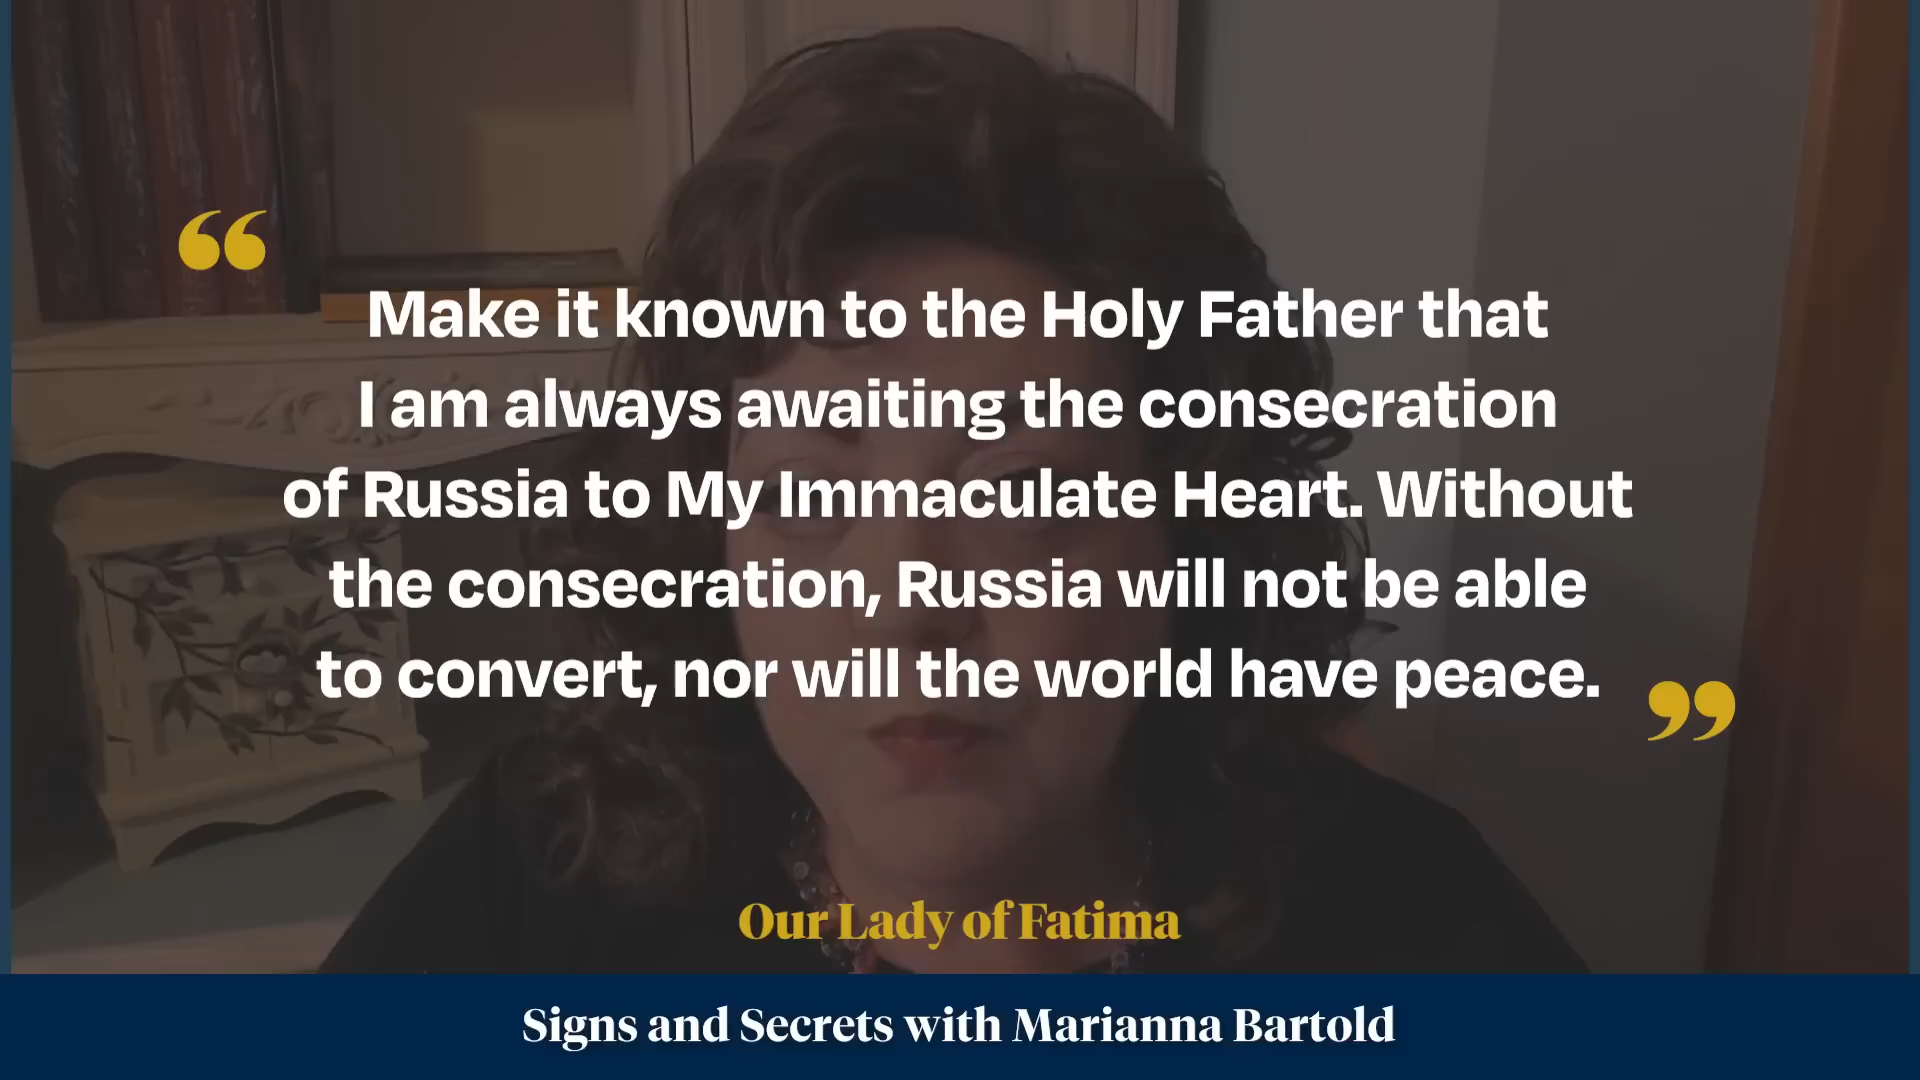 “
Make it known to the Holy Father that
I am always awaiting the consecration
of Russia to My Immaculate Heart. Without
the consecration, Russia will not be able
to convert, nor will the world have peace.
”
Our Lady of Fatima
Signs and Secrets with Marianna Bartold